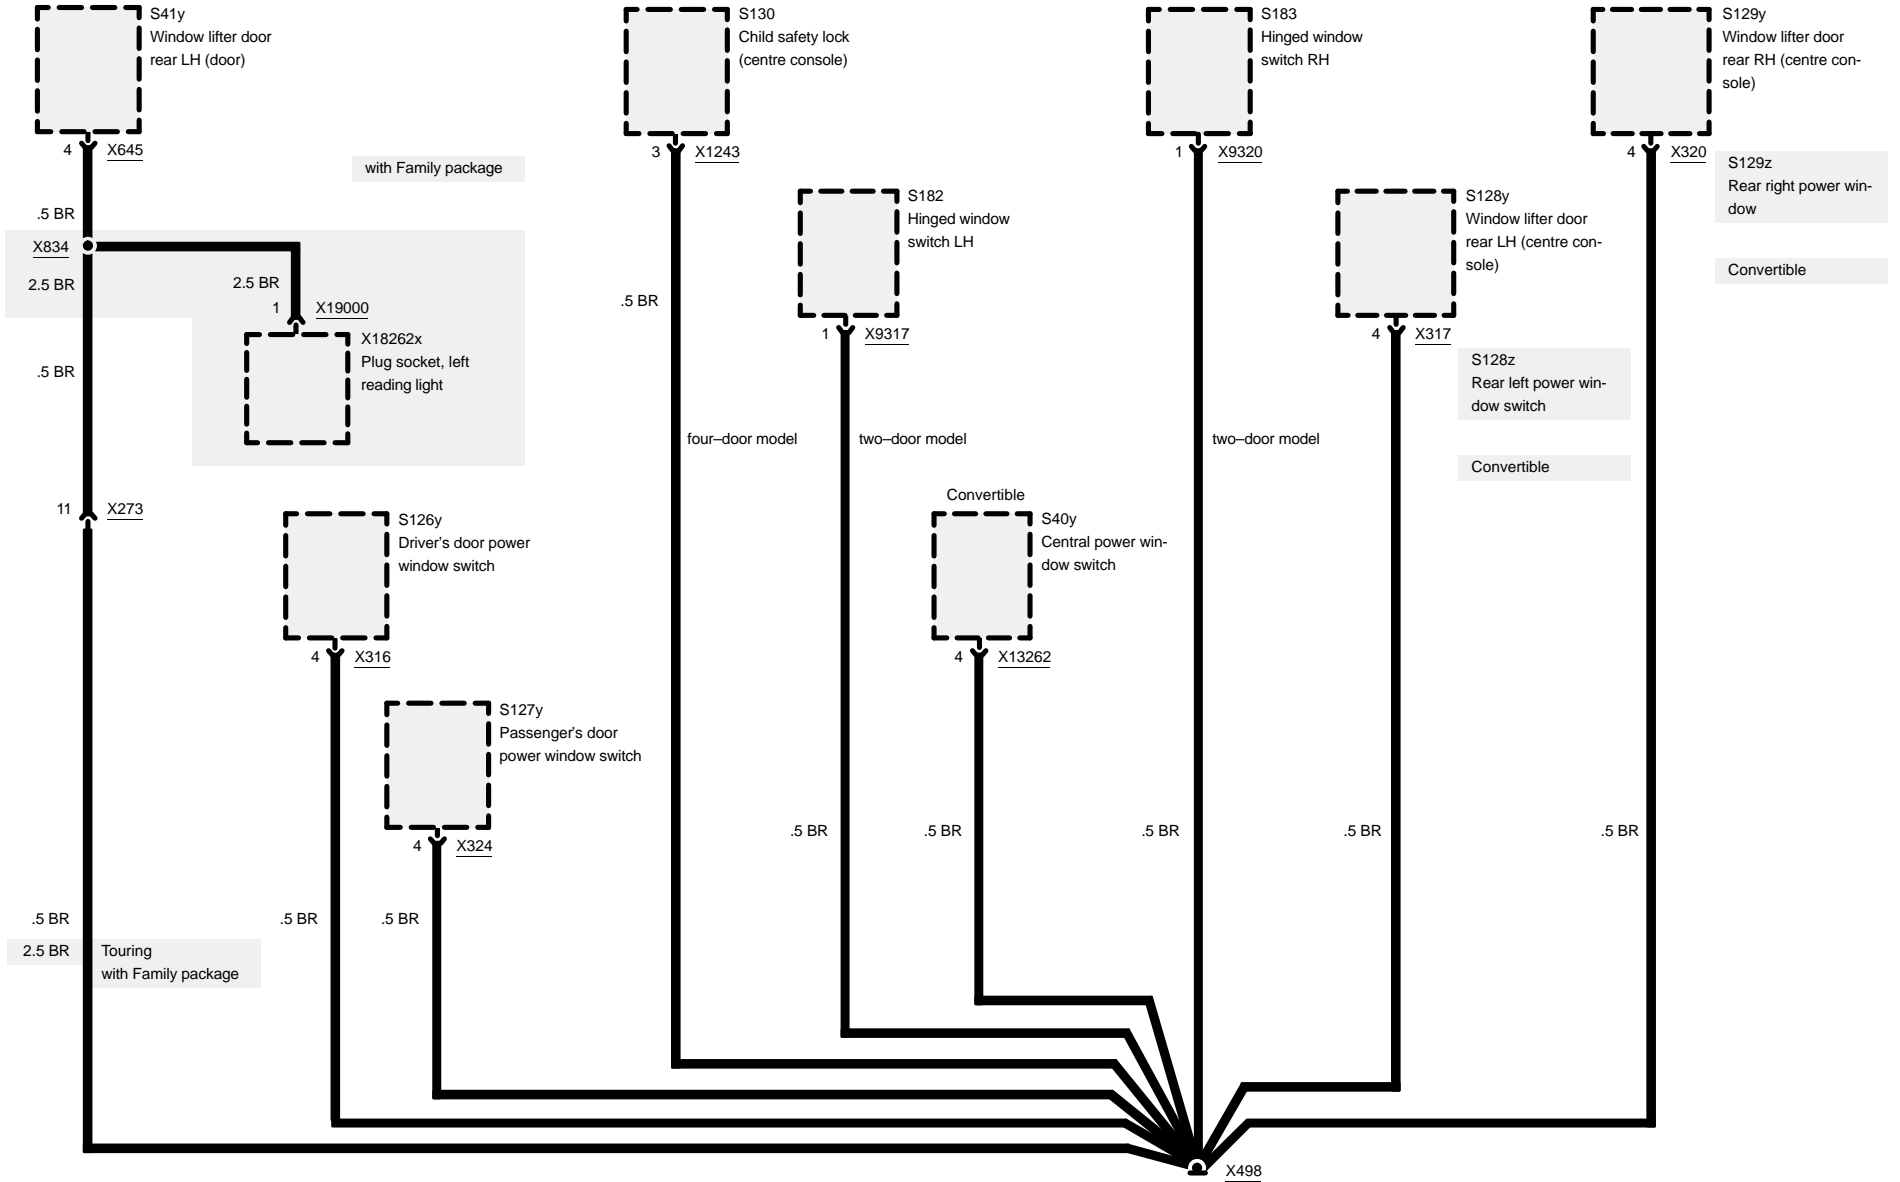 S41y
Window lifter door
rear LH (door)
4
X645
with Family package
.5 BR
X834
2.5 BR
2.5 BR
1
X19000
X18262x
Plug socket, left
reading light
.5 BR
11
X273
S126y
Driver's door power
window switch
4
X316
S127y
Passenger's door
power window switch
4
X324
.5 BR
2.5 BR
Touring
with Family package
.5 BR
.5 BR
S130
Child safety lock
(centre console)
3
X1243
.5 BR
four–door model
S182
Hinged window
switch LH
1
X9317
two–door model
.5 BR
Convertible
S40y
Central power win-
dow switch
4
X13262
.5 BR
S183
Hinged window
switch RH
1
X9320
two–door model
.5 BR
S128y
Window lifter door
rear LH (centre con-
sole)
4
X317
S128z
Rear left power win-
dow switch
Convertible
.5 BR
S129y
Window lifter door
rear RH (centre con-
sole)
4
X320
S129z
Rear right power win-
dow
Convertible
.5 BR
X498